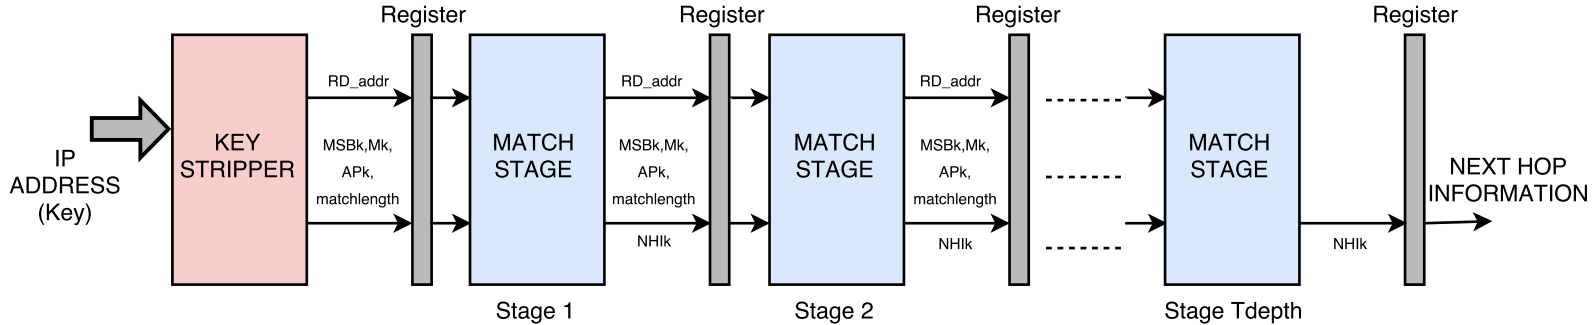 Register
Register
Register
Register
IP
ADDRESS
(Key)
KEY
STRIPPER
RD_addr
MSBk,Mk,
APk,
matchlength
MATCH
STAGE
Stage 1
RD_addr
MSBk,Mk,
APk,
matchlength
NHIk
MATCH
STAGE
Stage 2
RD_addr
MSBk,Mk,
APk,
matchlength
NHIk
MATCH
STAGE
Stage Tdepth
NHIk
NEXT HOP
INFORMATION